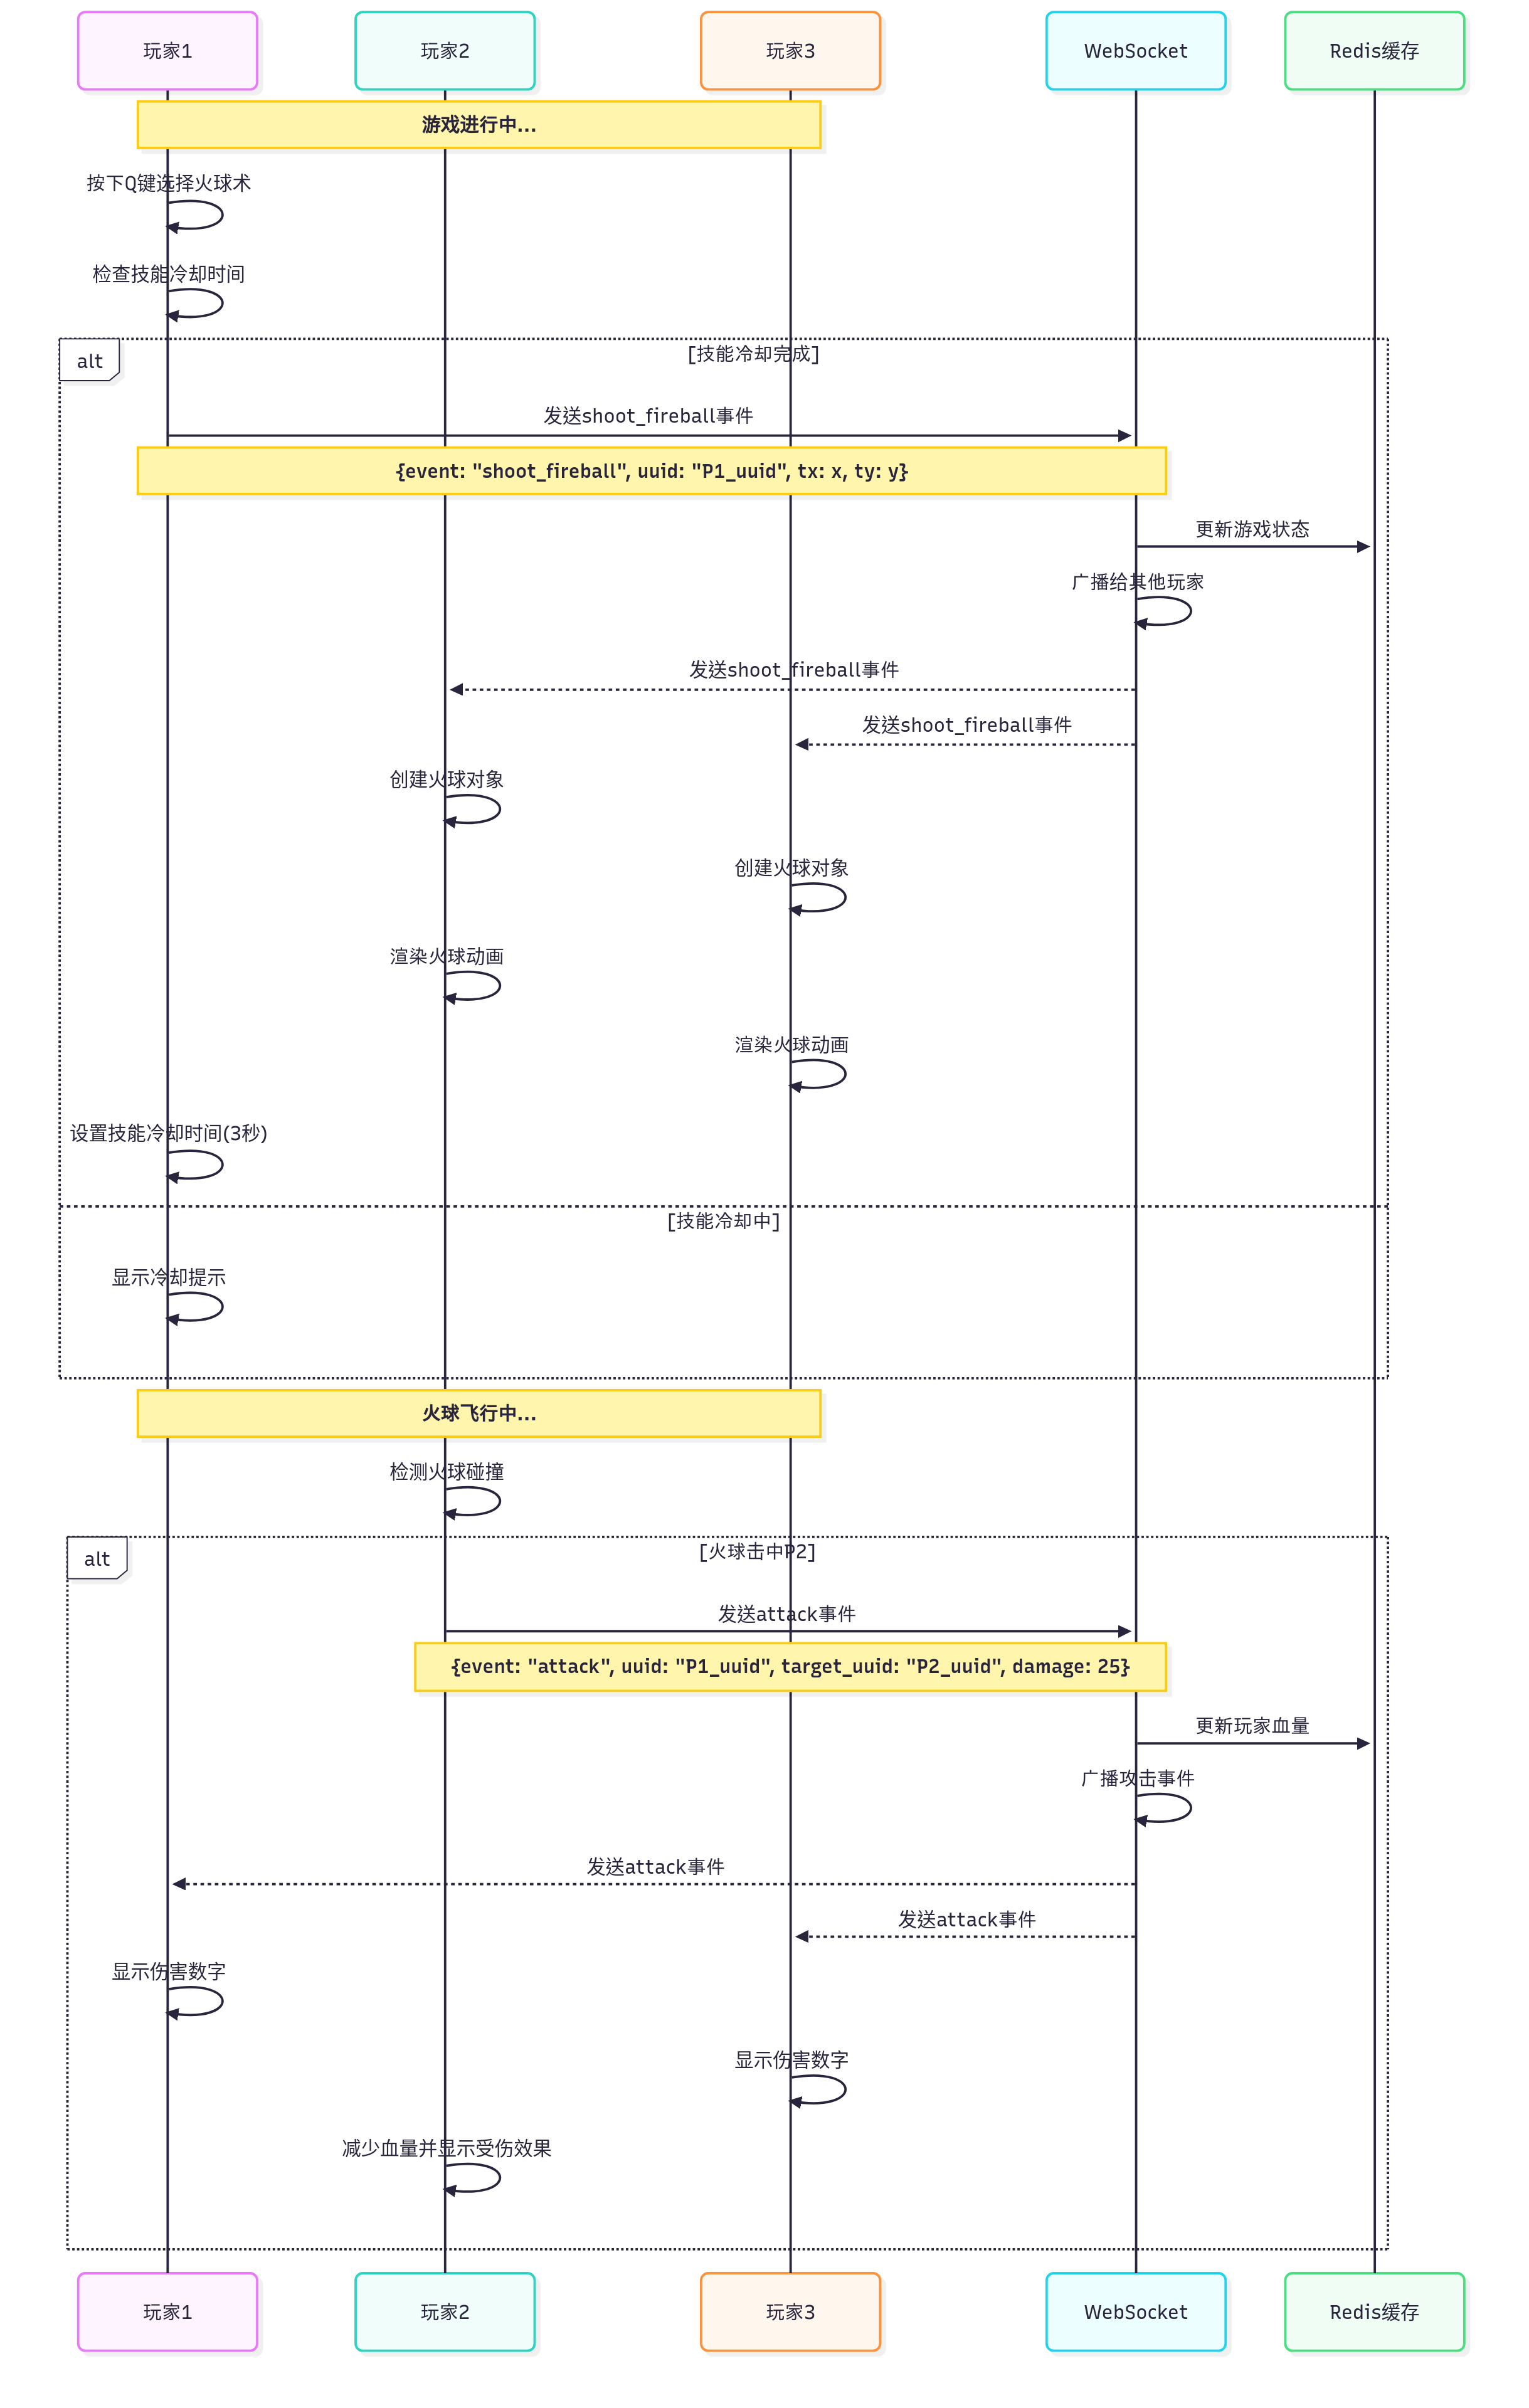 玩家1
玩家2
玩家3
WebSocket
Redis缓存
游戏进行中...
按下Q键选择火球术
检查技能冷却时间
alt
[技能冷却完成]
发送shoot_fireball事件
{event: "shoot_fireball", uuid: "P1_uuid", tx: x, ty: y}
更新游戏状态
广播给其他玩家
发送shoot_fireball事件
发送shoot_fireball事件
创建火球对象
创建火球对象
渲染火球动画
渲染火球动画
设置技能冷却时间(3秒)
[技能冷却中]
显示冷却提示
火球飞行中...
检测火球碰撞
alt
[火球击中P2]
发送attack事件
{event: "attack", uuid: "P1_uuid", target_uuid: "P2_uuid", damage: 25}
更新玩家血量
广播攻击事件
发送attack事件
发送attack事件
显示伤害数字
显示伤害数字
减少血量并显示受伤效果
玩家1
玩家2
玩家3
WebSocket
Redis缓存